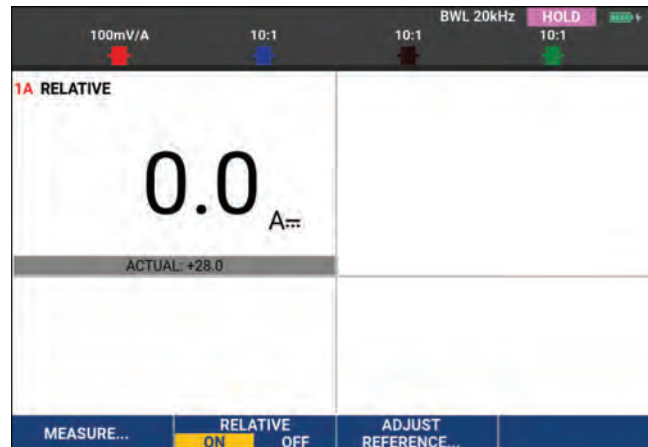 BWL 20kHz HOLD
100mV/A 10:1 10:1 10:1
1A RELATIVE
0.0 A
ACTUAL: +28.0
MEASURE... RELATIVE ADJUST
ON OFF REFERENCE...